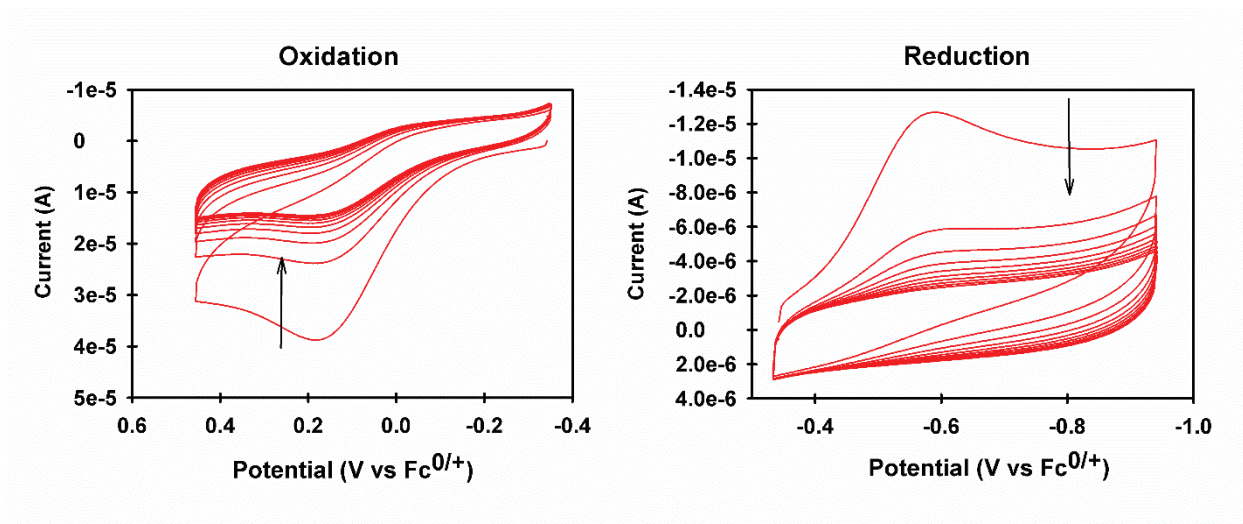 Oxidation
-1e-5
0
1e-5
2e-5
3e-5
4e-5
5e-5
0.6 0.4 0.2 0.0 -0.2 -0.4
Current (A)
Potential (V vs Fc0/+)
Reduction
-1.4e-5
-1.2e-5
-1.0e-5
-8.0e-6
-6.0e-6
-4.0e-6
-2.0e-6
0.0
2.0e-6
4.0e-6
-0.4 -0.6 -0.8 -1.0
Current (A)
Potential (V vs Fc0/+)